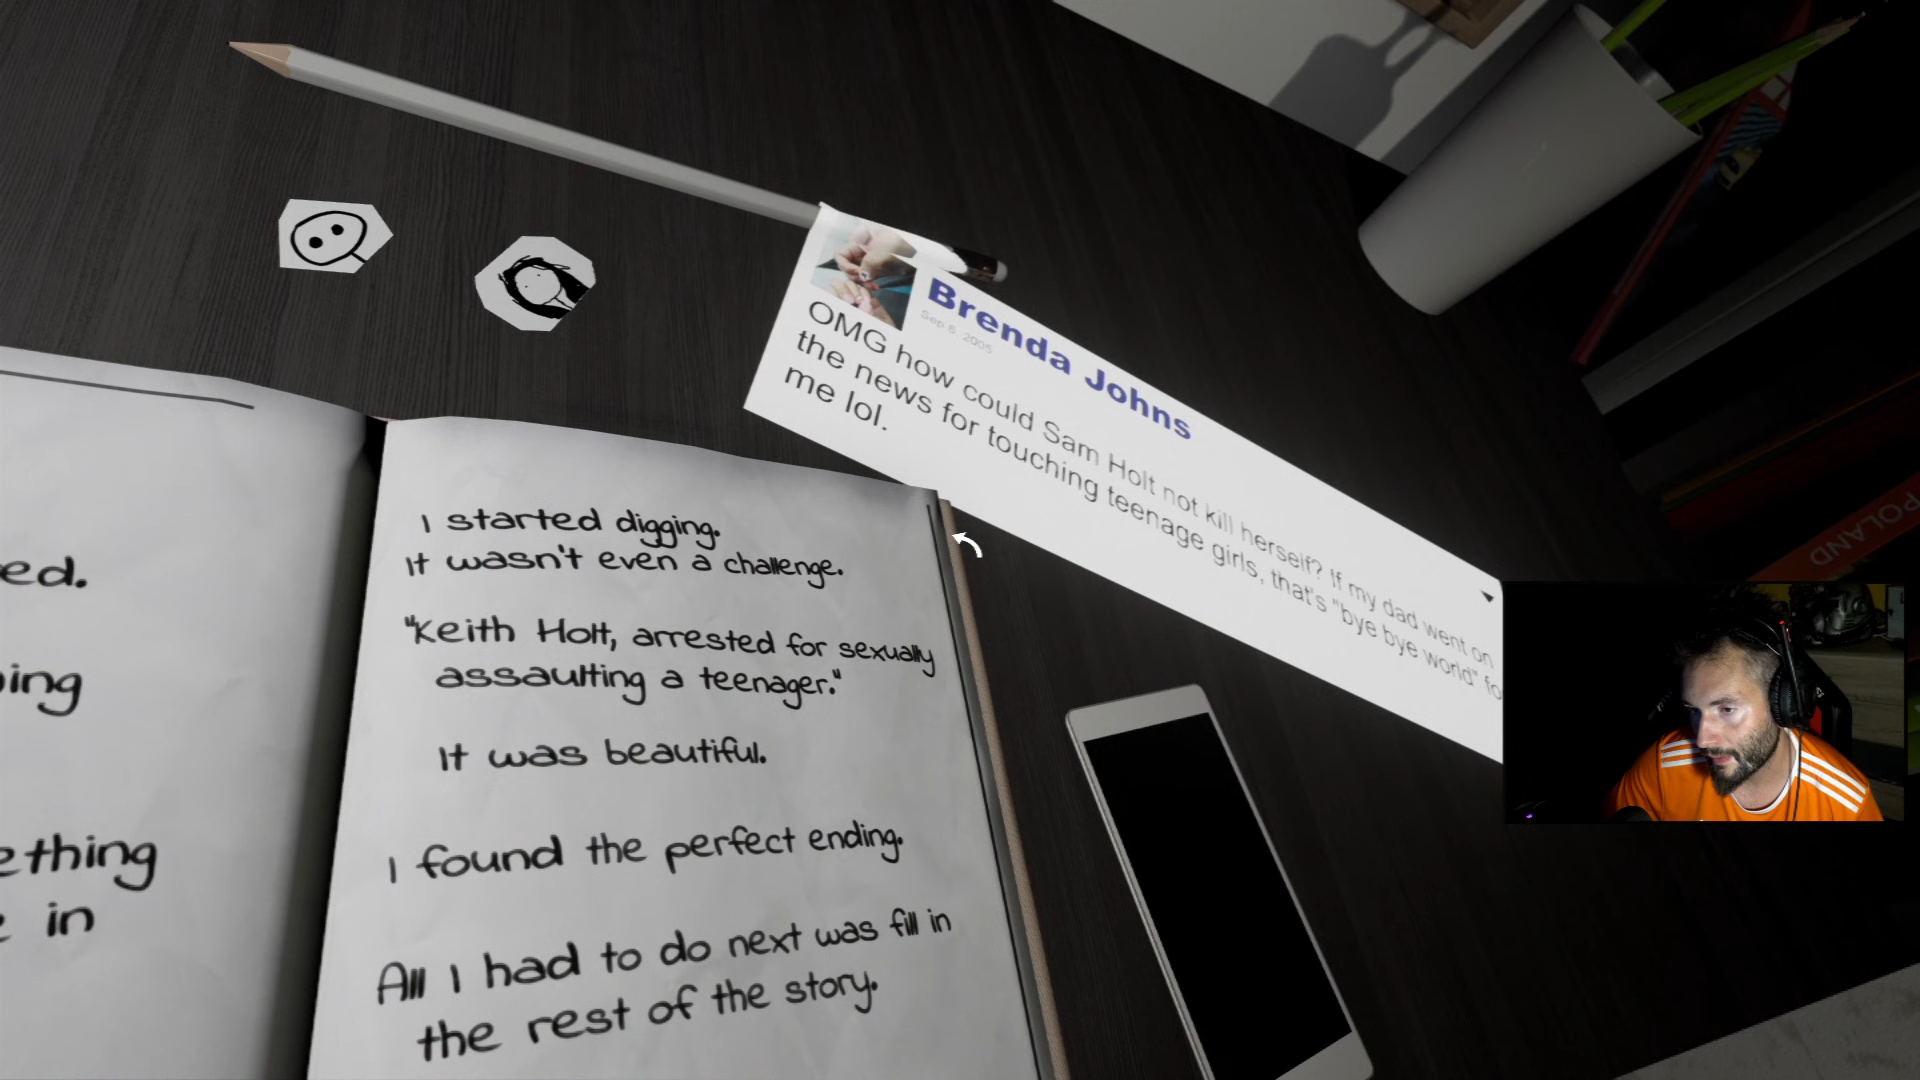 Brenda Johns
Sep 6, 2005
OMG how could Sam Holt not kill herself? If my dad went on
the news for touching teenage girls, that's "bye bye world" fo
me lol.
ed.
ing
ething
in
I started digging.
It wasn't even a challenge.
"Keith Holt, arrested for sexually
assaulting a teenager."
It was beautiful.
I found the perfect ending.
All I had to do next was fill in
the rest of the story.
POLAND